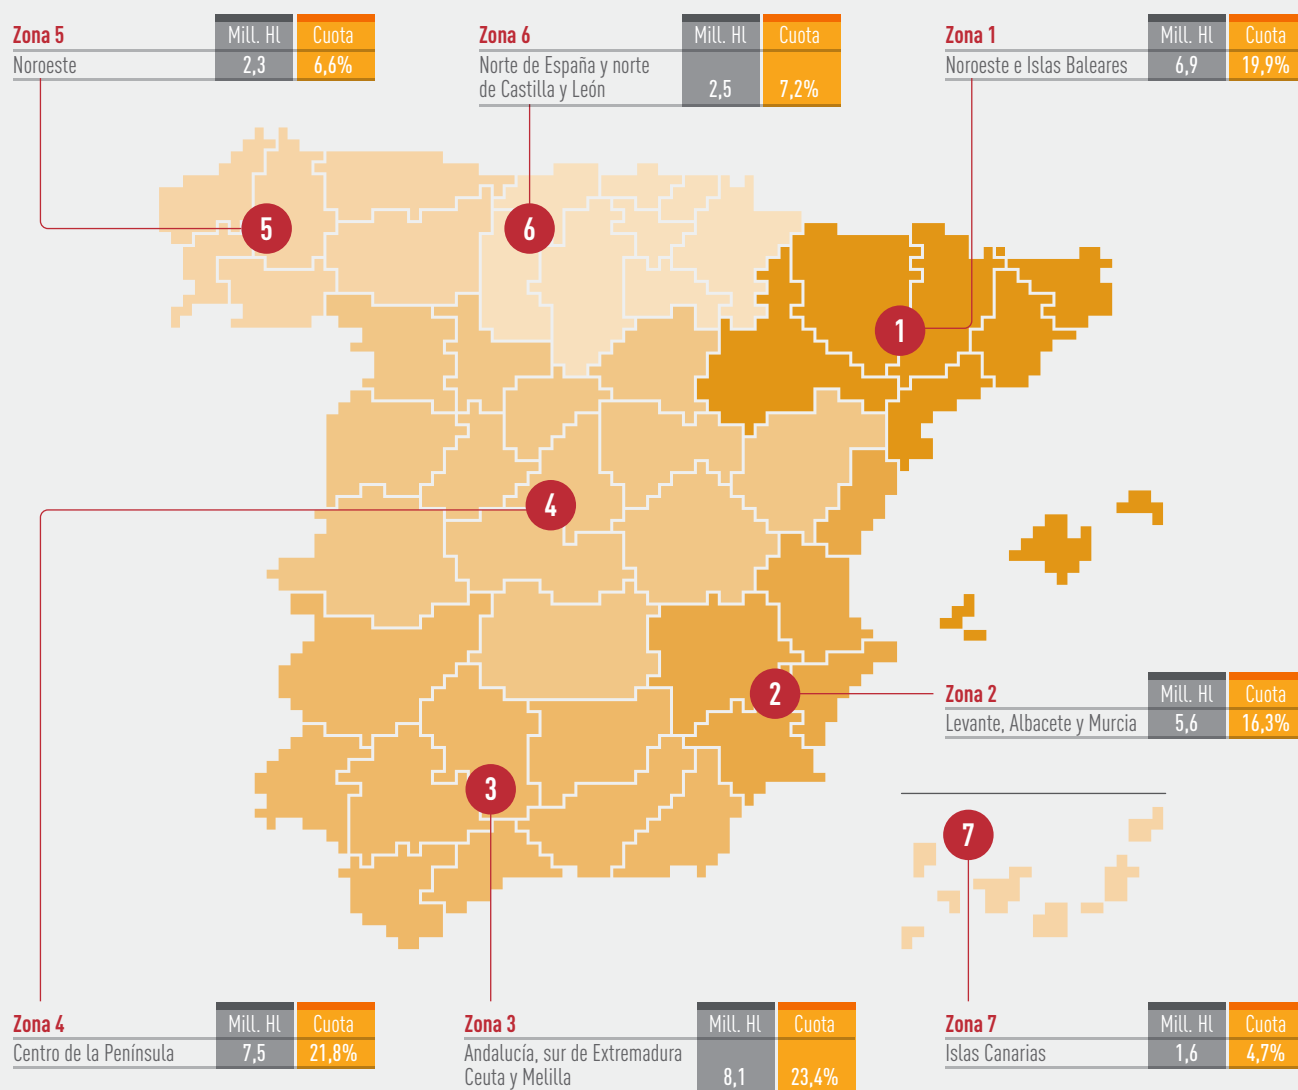 Zona 5 Mill. Hl Cuota
Noroeste 2,3 6,6%
Zona 6 Mill. Hl Cuota
Norte de España y norte
de Castilla y León 2,5 7,2%
Zona 1 Mill. Hl Cuota
Noroeste e Islas Baleares 6,9 19,9%
5
6
1
4
2
3
7
Zona 2 Mill. Hl Cuota
Levante, Albacete y Murcia 5,6 16,3%
Zona 4 Mill. Hl Cuota
Centro de la Península 7,5 21,8%
Zona 3 Mill. Hl Cuota
Andalucía, sur de Extremadura
Ceuta y Melilla 8,1 23,4%
Zona 7 Mill. Hl Cuota
Islas Canarias 1,6 4,7%